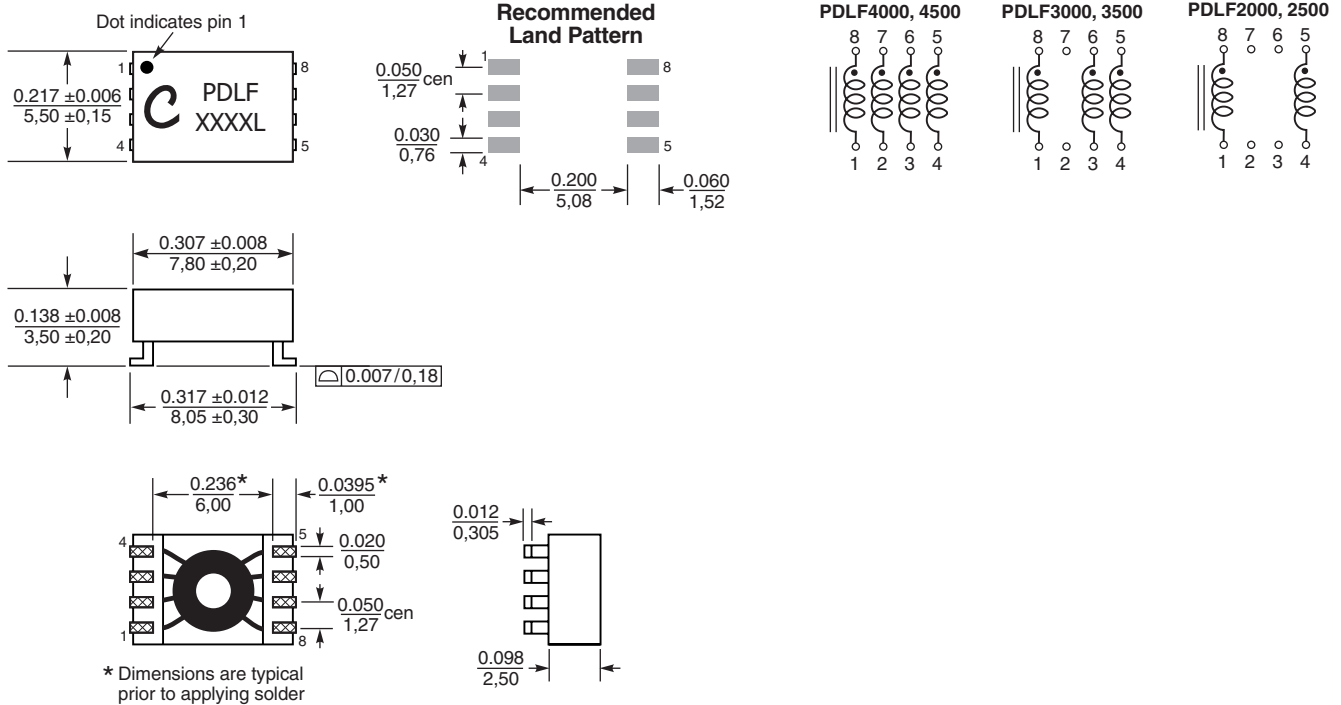 Dot indicates pin 1
1
8
4
5
C PDLF
XXXXL
0.217 ±0.006
5,50 ±0,15
Recommended
Land Pattern
1
8
4
5
0.050
1,27
cen
0.030
0,76
0.200
5,08
0.060
1,52
PDLF4000, 4500
8 7 6 5
1 2 3 4
PDLF3000, 3500
8 7 6 5
1 2 3 4
PDLF2000, 2500
8 7 6 5
1 2 3 4
0.307 ±0.008
7,80 ±0,20
0.138 ±0.008
3,50 ±0,20
0.007/0,18
0.317 ±0.012
8,05 ±0,30
0.236*
6,00
0.0395*
1,00
4
5
1
8
0.020
0,50
0.050
1,27
cen
* Dimensions are typical
prior to applying solder
0.012
0,305
0.098
2,50